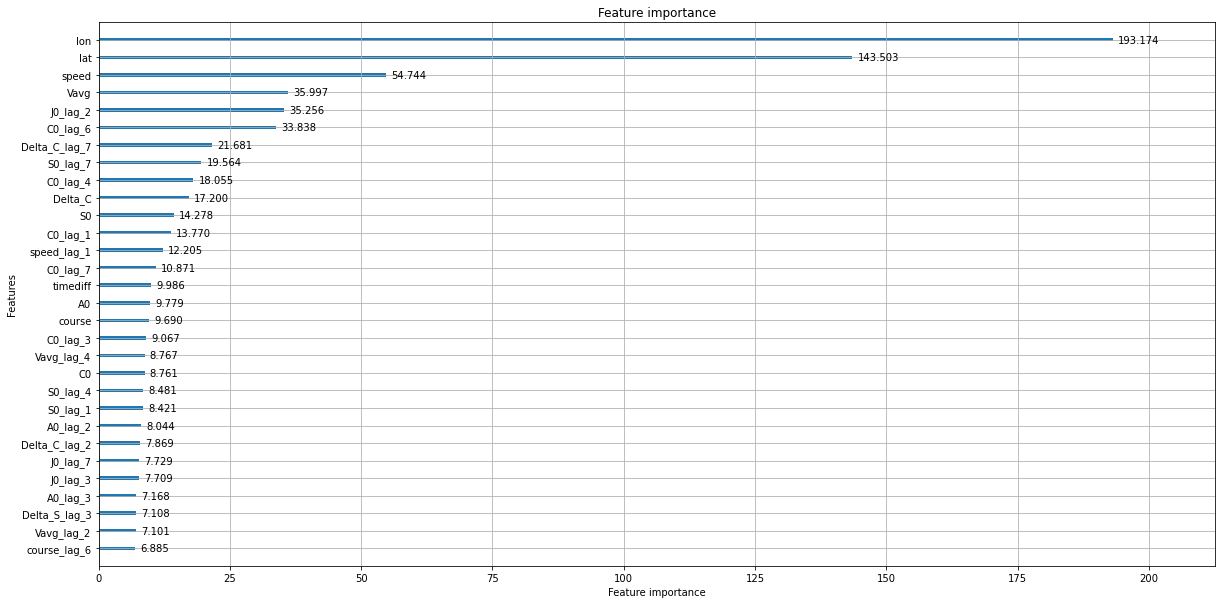 Feature importance
lon 193.174
lat 143.503
speed 54.744
Vavg 35.997
J0_lag_2 35.256
C0_lag_6 33.838
Delta_C_lag_7 21.681
S0_lag_7 19.564
C0_lag_4 18.055
Delta_C 17.200
S0 14.278
C0_lag_1 13.770
speed_lag_1 12.205
C0_lag_7 10.871
timediff 9.986
A0 9.779
course 9.690
C0_lag_3 9.067
Vavg_lag_4 8.767
C0 8.761
S0_lag_4 8.481
S0_lag_1 8.421
A0_lag_2 8.044
Delta_C_lag_2 7.869
J0_lag_7 7.729
J0_lag_3 7.709
A0_lag_3 7.168
Delta_S_lag_3 7.108
Vavg_lag_2 7.101
course_lag_6 6.885
Features
0 25 50 75 100 125 150 175 200
Feature importance